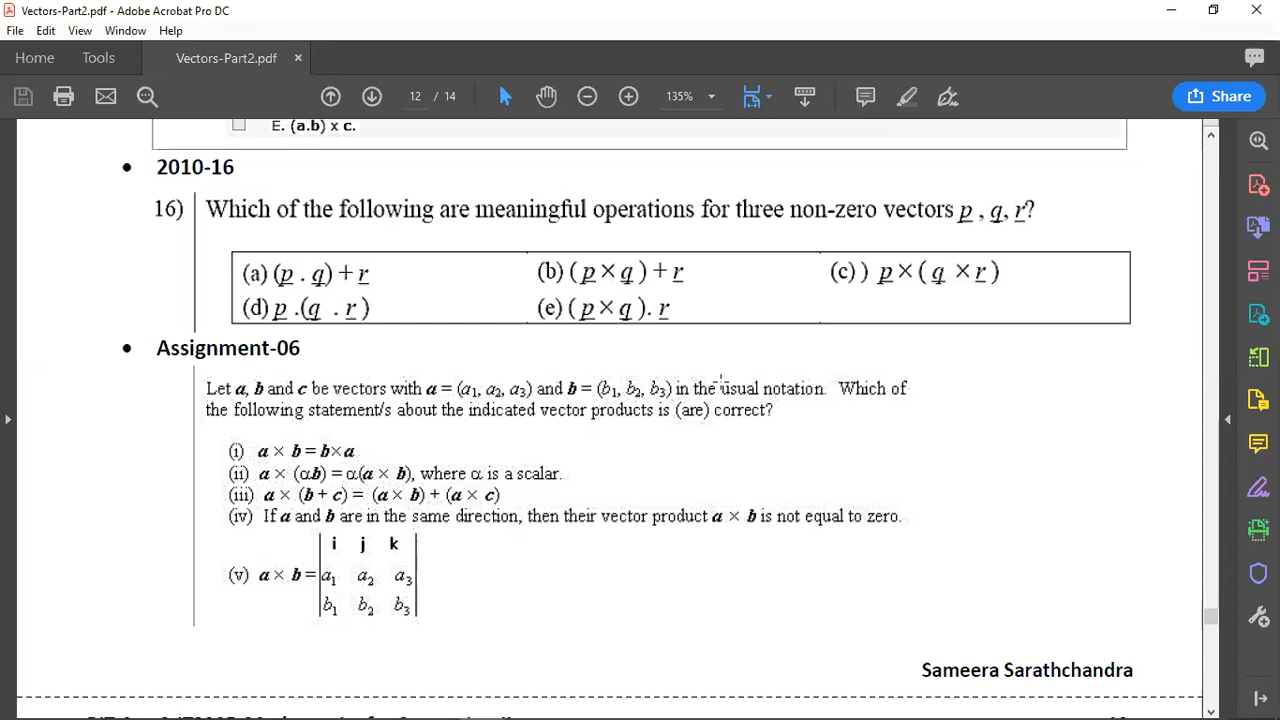 Vectors-Part2.pdf - Adobe Acrobat Pro DC
File Edit View Window Help
Home Tools Vectors-Part2.pdf ×
12 / 14 135% Share
E. (a.b) x c.
• 2010-16
16) Which of the following are meaningful operations for three non-zero vectors p , q, r?
(a) (p . q) + r (b) ( p × q ) + r (c) ) p × ( q × r )
(d) p .(q . r ) (e) ( p × q ). r
• Assignment-06
Let a, b and c be vectors with a = (a₁, a₂, a₃) and b = (b₁, b₂, b₃) in the usual notation. Which of
the following statement/s about the indicated vector products is (are) correct?
(i) a × b = b×a
(ii) a × (αb) = α(a × b), where α is a scalar.
(iii) a × (b + c) = (a × b) + (a × c)
(iv) If a and b are in the same direction, then their vector product a × b is not equal to zero.
i j k
(v) a × b = a₁ a₂ a₃
b₁ b₂ b₃
Sameera Sarathchandra